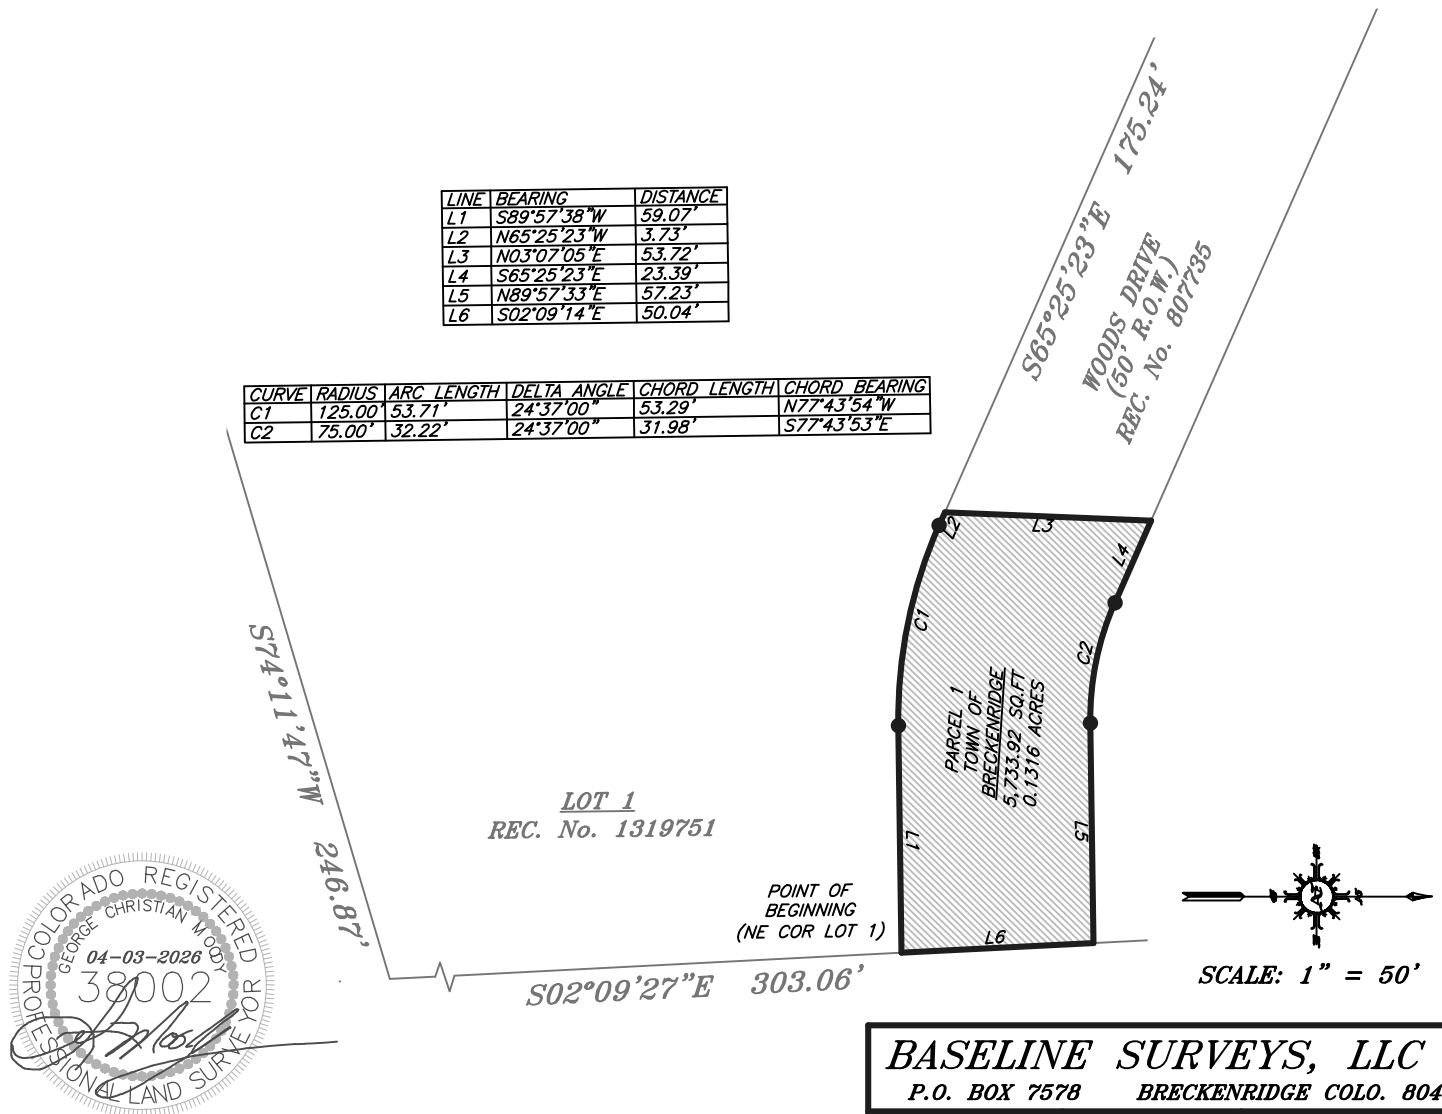 S65°25'23"E 175.24'
WOODS DRIVE
(50' R.O.W.)
REC. No. 807735
LINE BEARING DISTANCE
L1 S89°57'38"W 59.07'
L2 N65°25'23"W 3.73'
L3 N03°07'05"E 53.72'
L4 S65°25'23"E 23.39'
L5 N89°57'33"E 57.23'
L6 S02°09'14"E 50.04'
CURVE RADIUS ARC LENGTH DELTA ANGLE CHORD LENGTH CHORD BEARING
C1 125.00' 53.71' 24°37'00" 53.29' N77°43'54"W
C2 75.00' 32.22' 24°37'00" 31.98' S77°43'53"E
L2
L3
L4
C1
C2
PARCEL 1
TOWN OF
BRECKENRIDGE
5,733.92 SQ.FT
0.1316 ACRES
L1
L5
L6
S74°11'47"W 246.87'
LOT 1
REC. No. 1319751
POINT OF
BEGINNING
(NE COR LOT 1)
S02°09'27"E 303.06'
COLORADO REGISTERED
GEORGE CHRISTIAN MOODY
04-03-2026
38002
PROFESSIONAL LAND SURVEYOR
SCALE: 1" = 50'
BASELINE SURVEYS, LLC
P.O. BOX 7578 BRECKENRIDGE COLO. 804